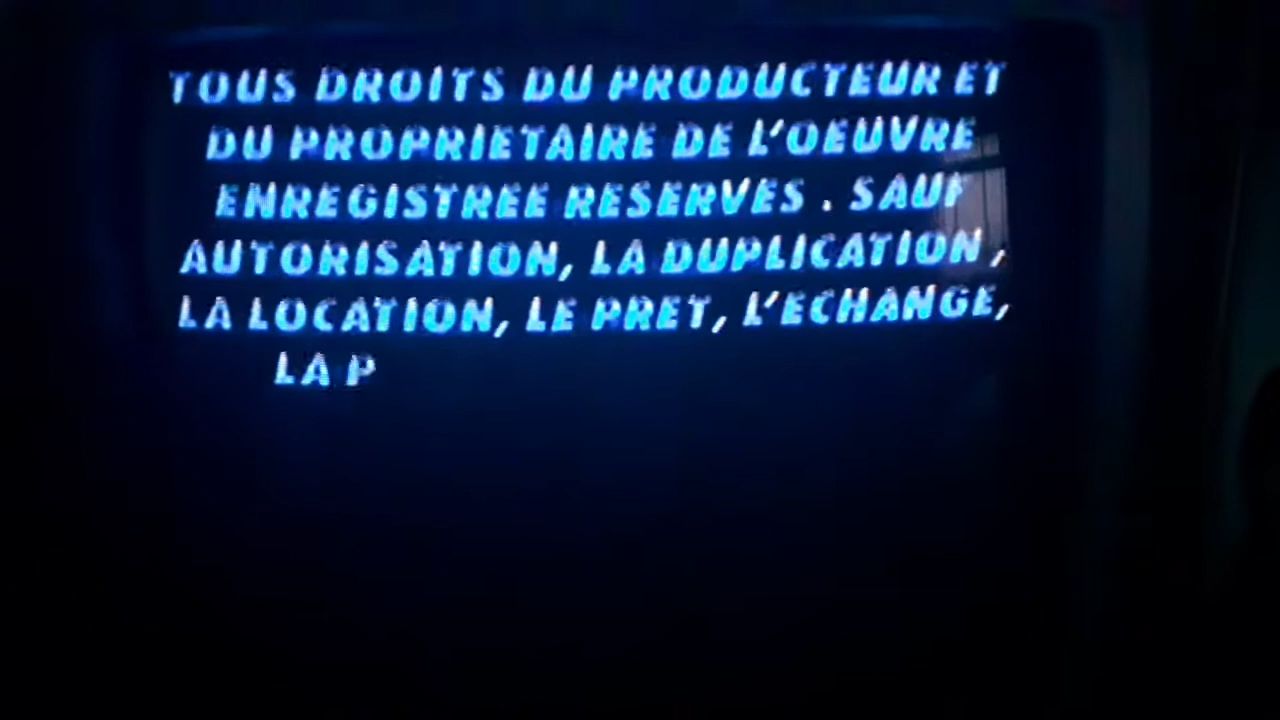 TOUS DROITS DU PRODUCTEUR ET
DU PROPRIETAIRE DE L'OEUVRE
ENREGISTREE RESERVES . SAUF
AUTORISATION, LA DUPLICATION ,
LA LOCATION, LE PRET, L'ECHANGE,
LA P